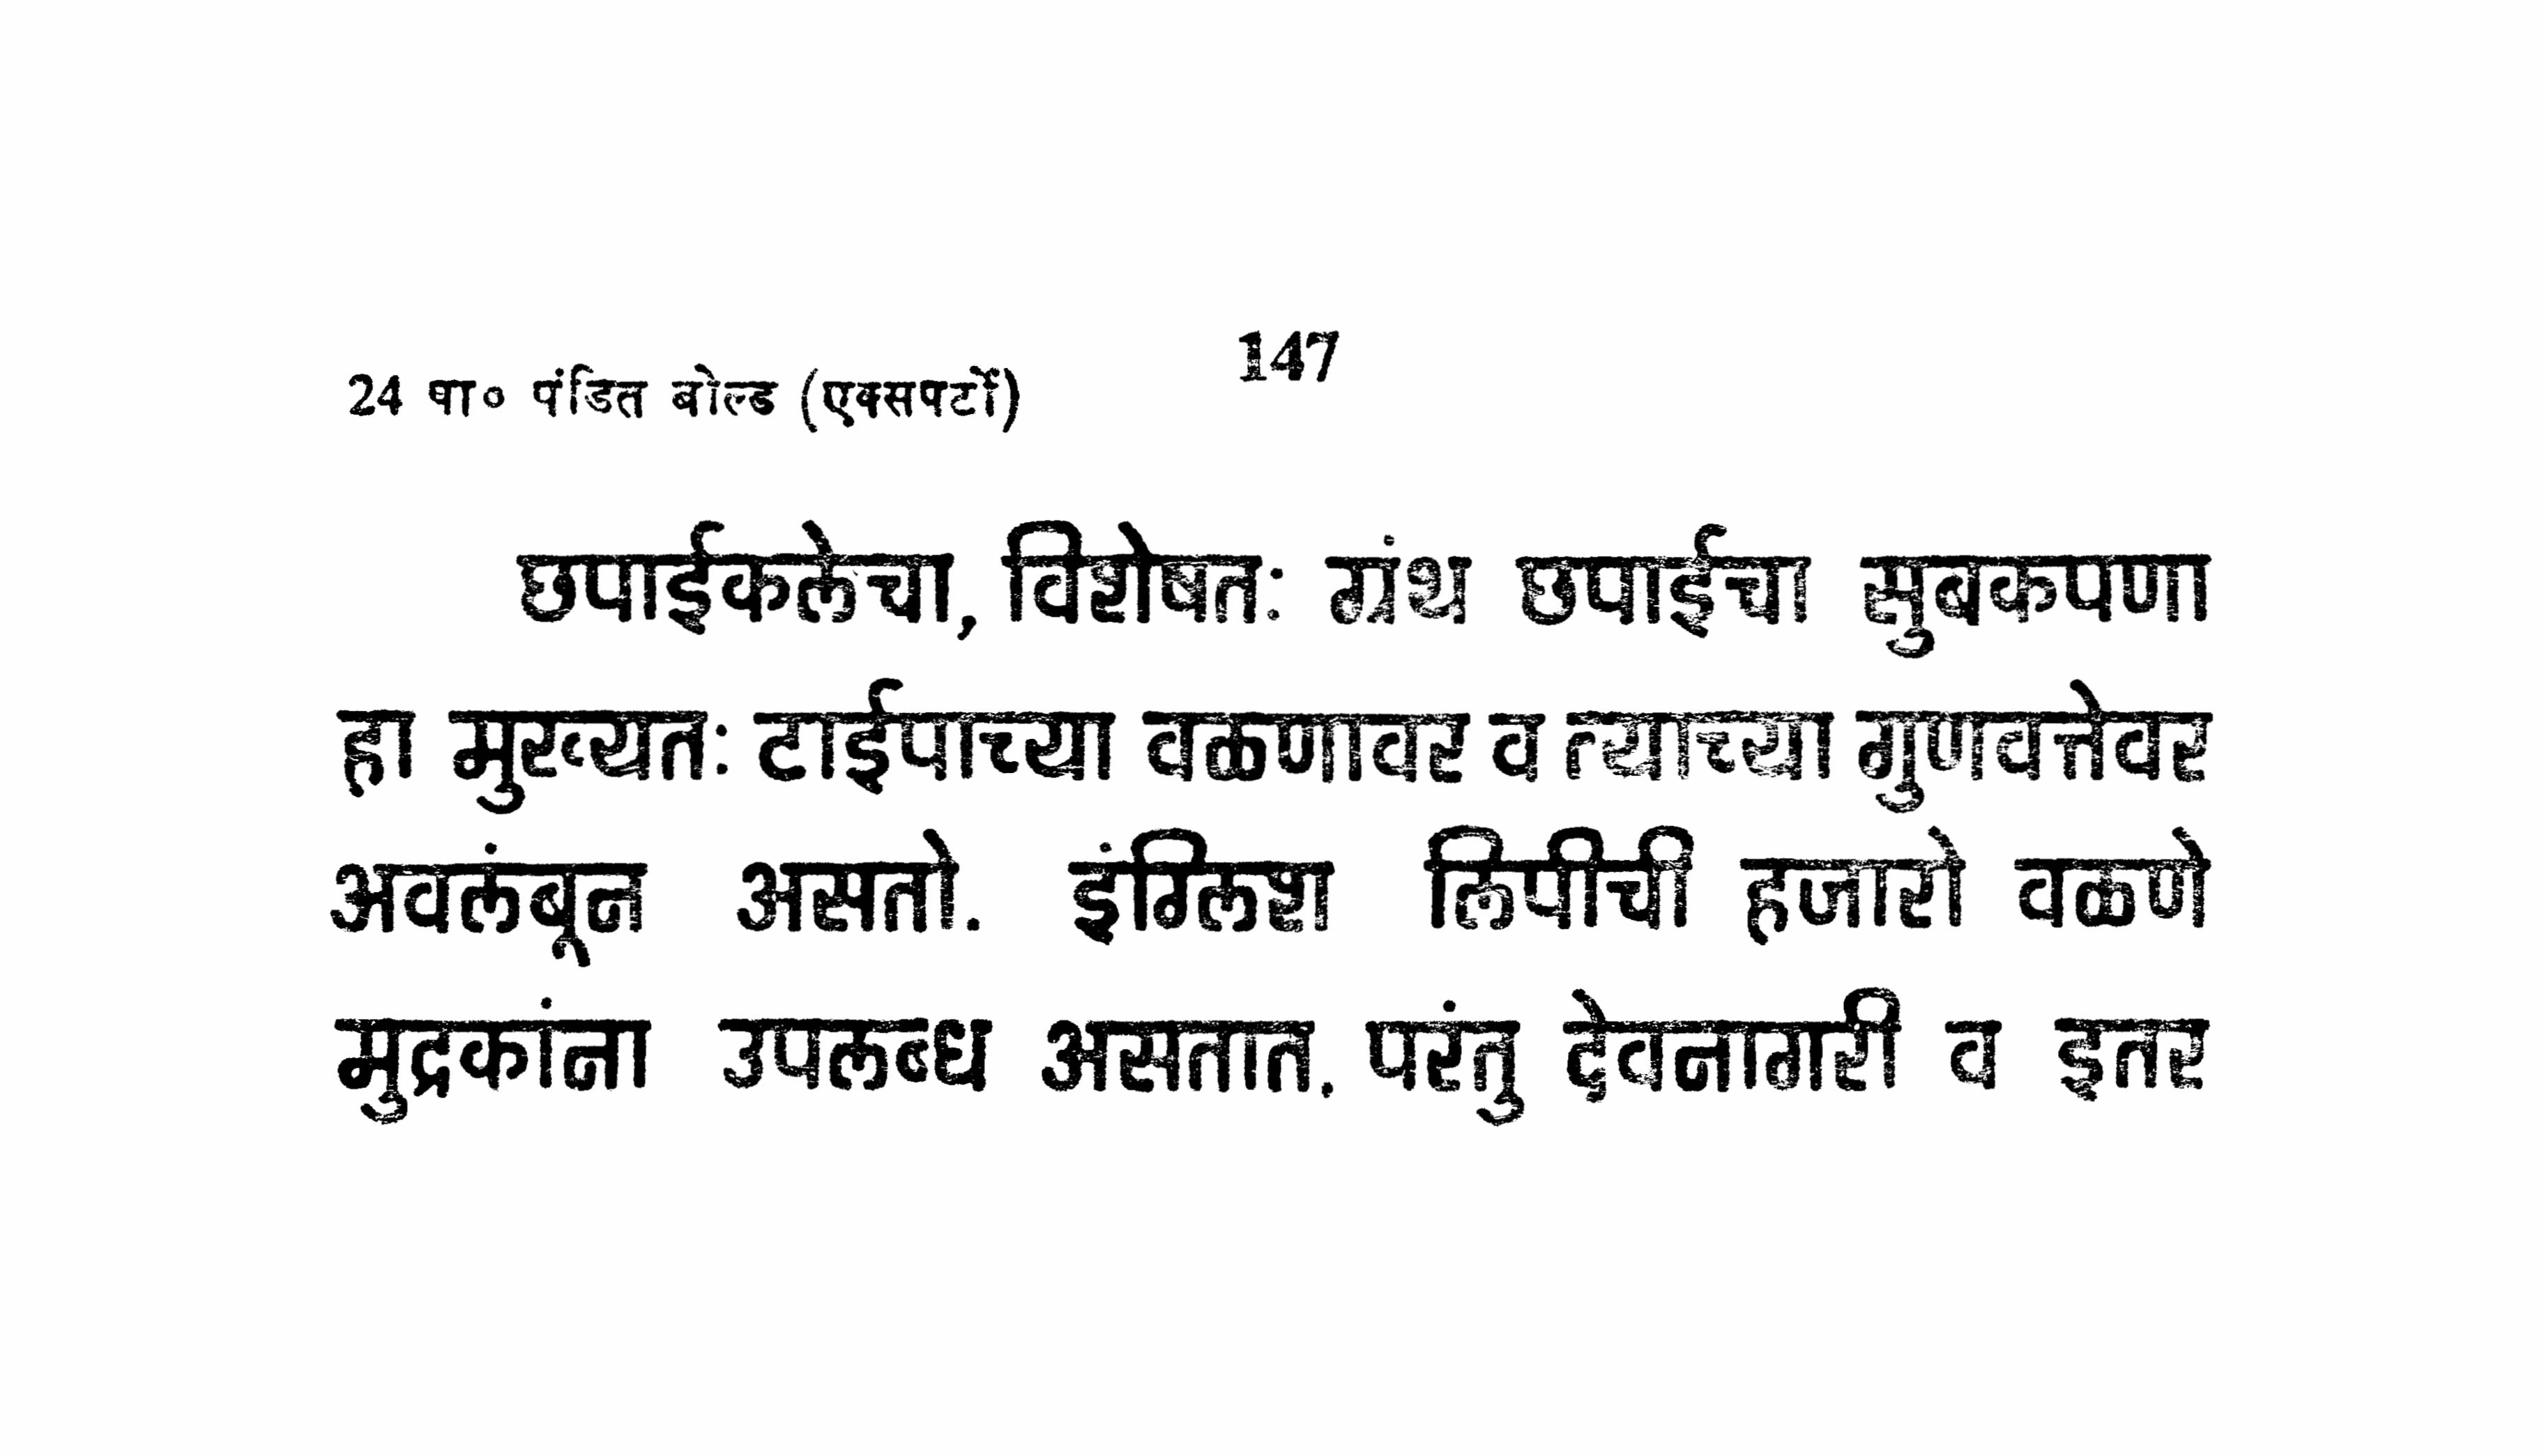 147
24 पा० पंडित बोल्ड (एक्सपर्टो)
छपाईकलेचा, विशेषतः ग्रंथ छपाईचा सुबकपणा
हा मुख्यतः टाईपाच्या वळणावर व त्याच्या गुणवत्तेवर
अवलंबून असतो. इंग्लिश लिपीची हजारो वळणे
मुद्रकांना उपलब्ध असतात. परंतु देवनागरी व इतर